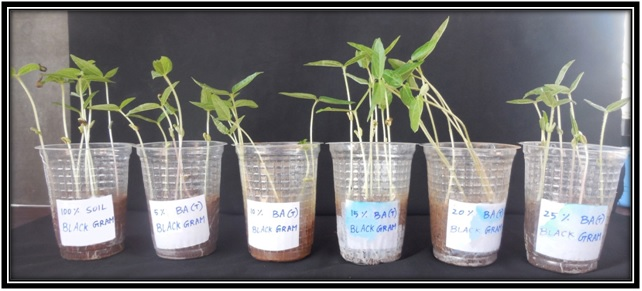 100% SOIL
BLACK GRAM
5% BA(T)
BLACK GRAM
10% BA(T)
BLACK GRAM
15% BA(T)
BLACK GRAM
20% BA(T)
BLACK GRAM
25% BA(T)
BLACK GRAM